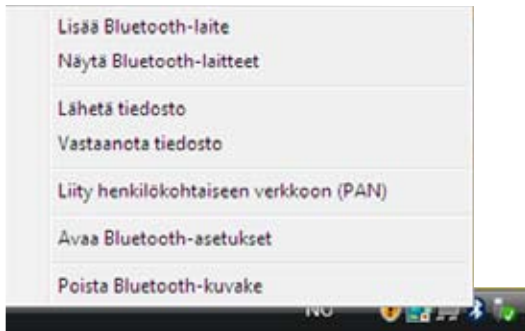 Lisää Bluetooth-laite
Näytä Bluetooth-laitteet
Lähetä tiedosto
Vastaanota tiedosto
Liity henkilökohtaiseen verkkoon (PAN)
Avaa Bluetooth-asetukset
Poista Bluetooth-kuvake
NO